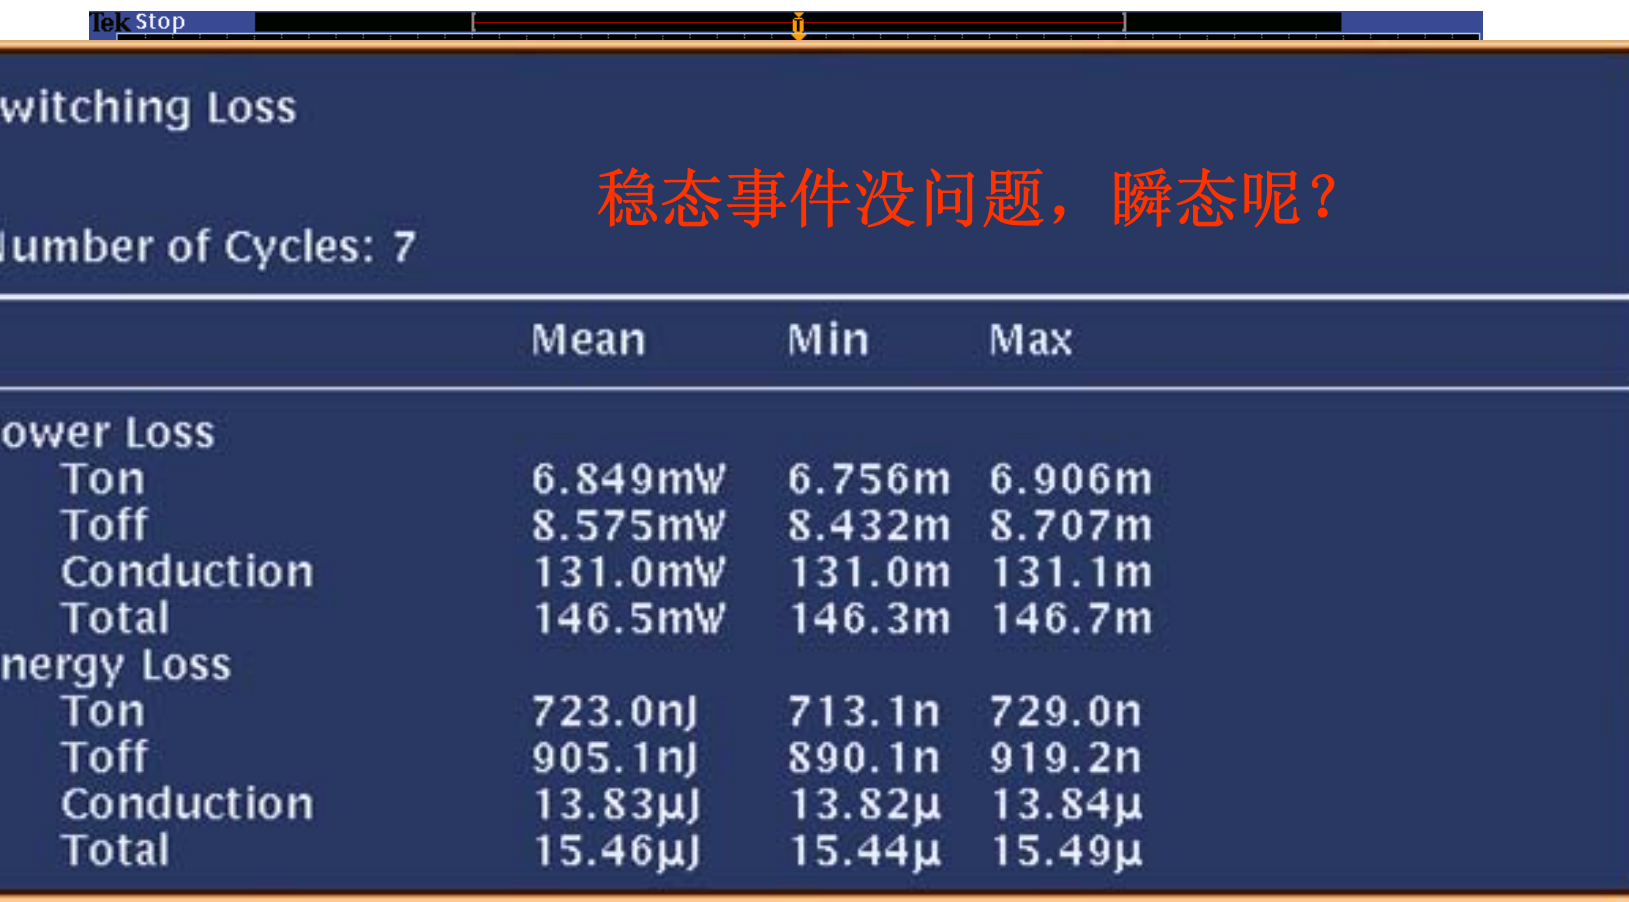 Tek Stop
T
witching Loss
稳态事件没问题，瞬态呢？
umber of Cycles: 7
Mean Min Max
ower Loss
Ton 6.849mW 6.756m 6.906m
Toff 8.575mW 8.432m 8.707m
Conduction 131.0mW 131.0m 131.1m
Total 146.5mW 146.3m 146.7m
nergy Loss
Ton 723.0nJ 713.1n 729.0n
Toff 905.1nJ 890.1n 919.2n
Conduction 13.83µJ 13.82µ 13.84µ
Total 15.46µJ 15.44µ 15.49µ